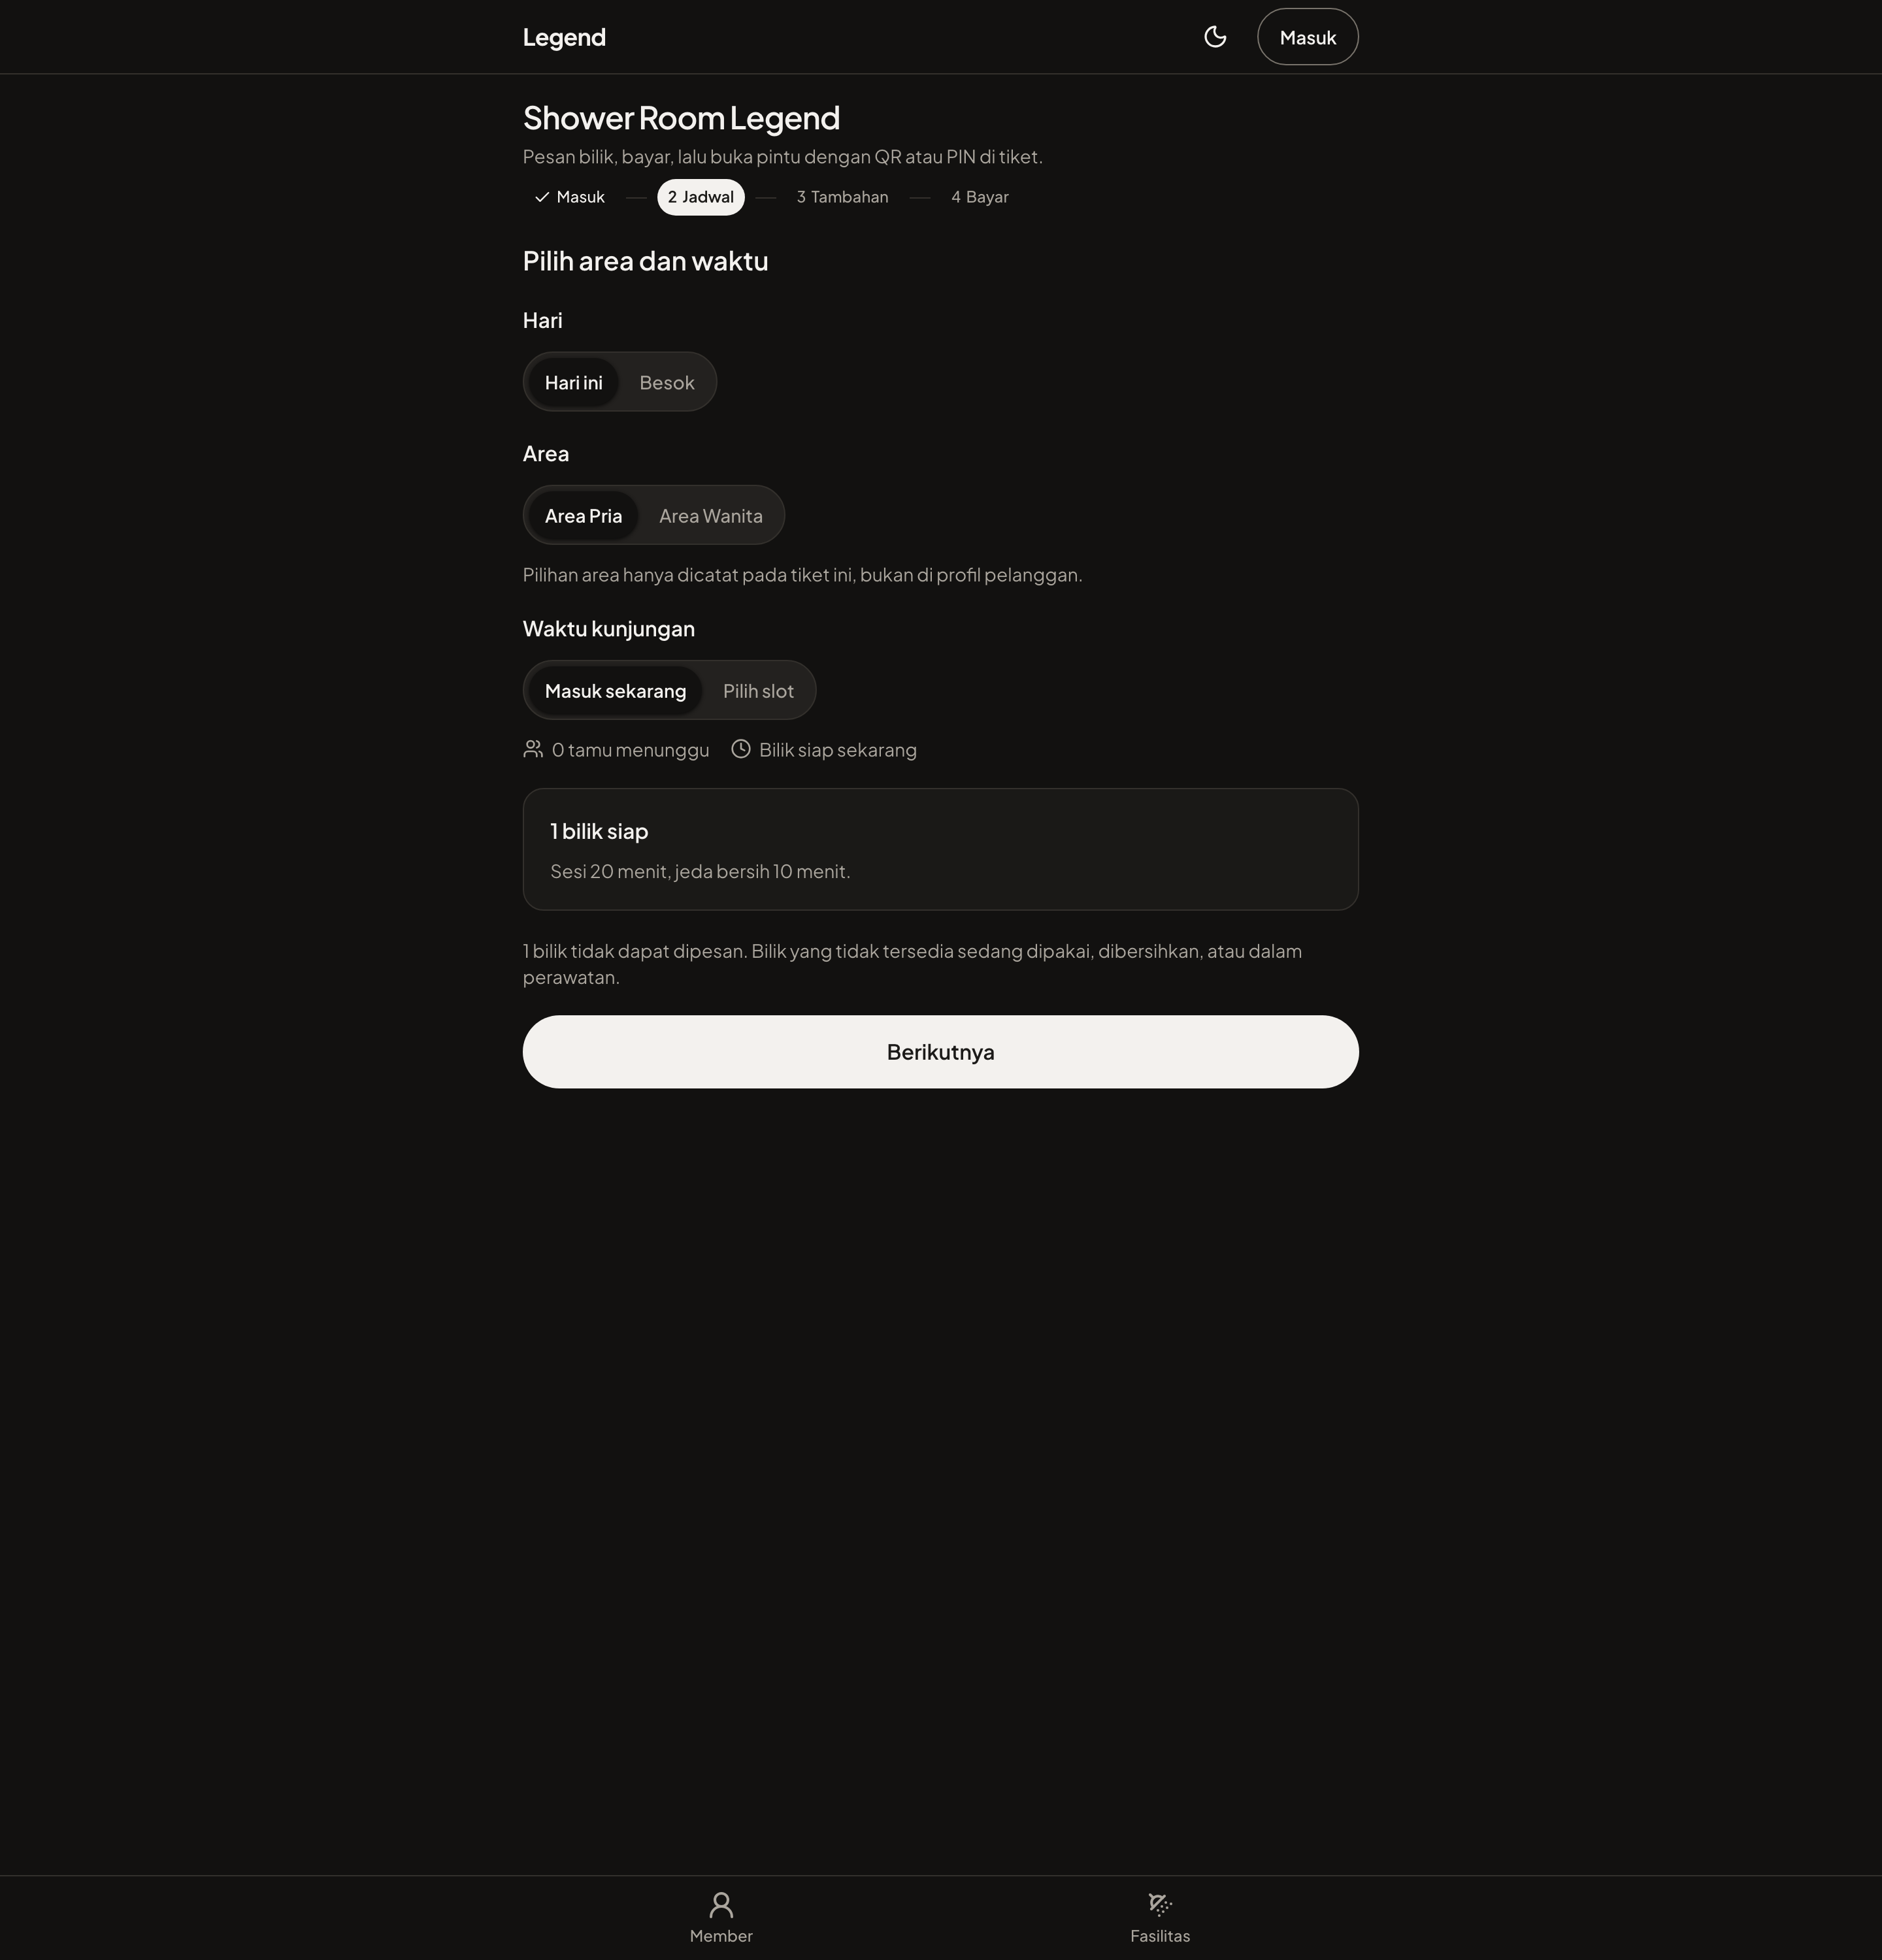 Legend
Masuk
Shower Room Legend
Pesan bilik, bayar, lalu buka pintu dengan QR atau PIN di tiket.
Masuk
2 Jadwal
3 Tambahan
4 Bayar
Pilih area dan waktu
Hari
Hari ini
Besok
Area
Area Pria
Area Wanita
Pilihan area hanya dicatat pada tiket ini, bukan di profil pelanggan.
Waktu kunjungan
Masuk sekarang
Pilih slot
0 tamu menunggu
Bilik siap sekarang
1 bilik siap
Sesi 20 menit, jeda bersih 10 menit.
1 bilik tidak dapat dipesan. Bilik yang tidak tersedia sedang dipakai, dibersihkan, atau dalam
perawatan.
Berikutnya
Member
Fasilitas